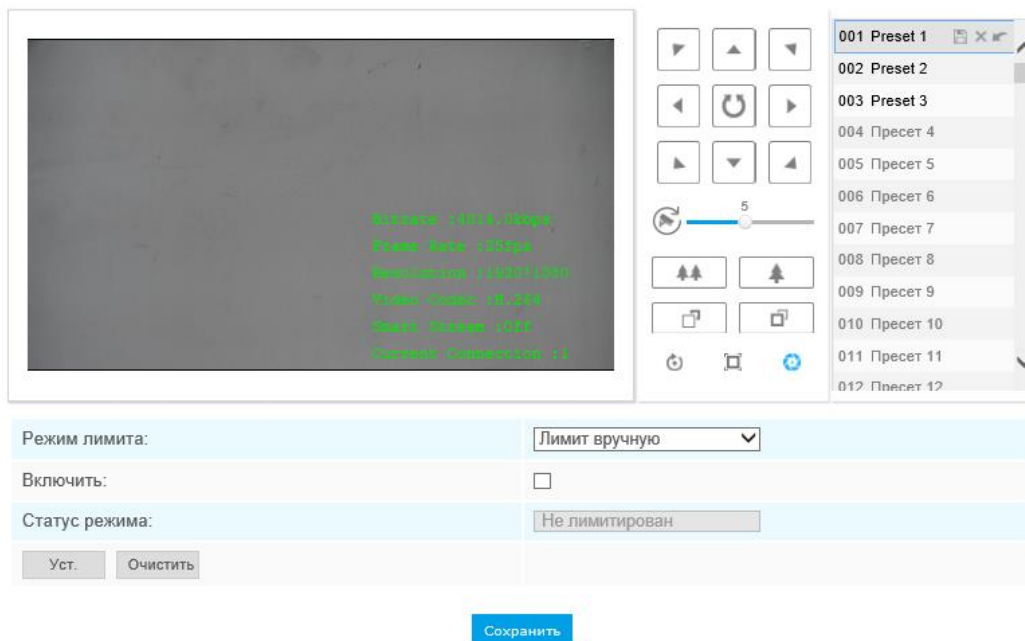 Bitrate
Frame Rate :25fps
Resolution :1920*1080
Video Codec :H.264
Smart Stream :Off
Current Connection :1
5
001 Preset 1
002 Preset 2
003 Preset 3
004 Пресет 4
005 Пресет 5
006 Пресет 6
007 Пресет 7
008 Пресет 8
009 Пресет 9
010 Пресет 10
011 Пресет 11
012 Пресет 12
Режим лимита: Лимит вручную
Включить:
Статус режима: Не лимитирован
Уст. Очистить
Сохранить